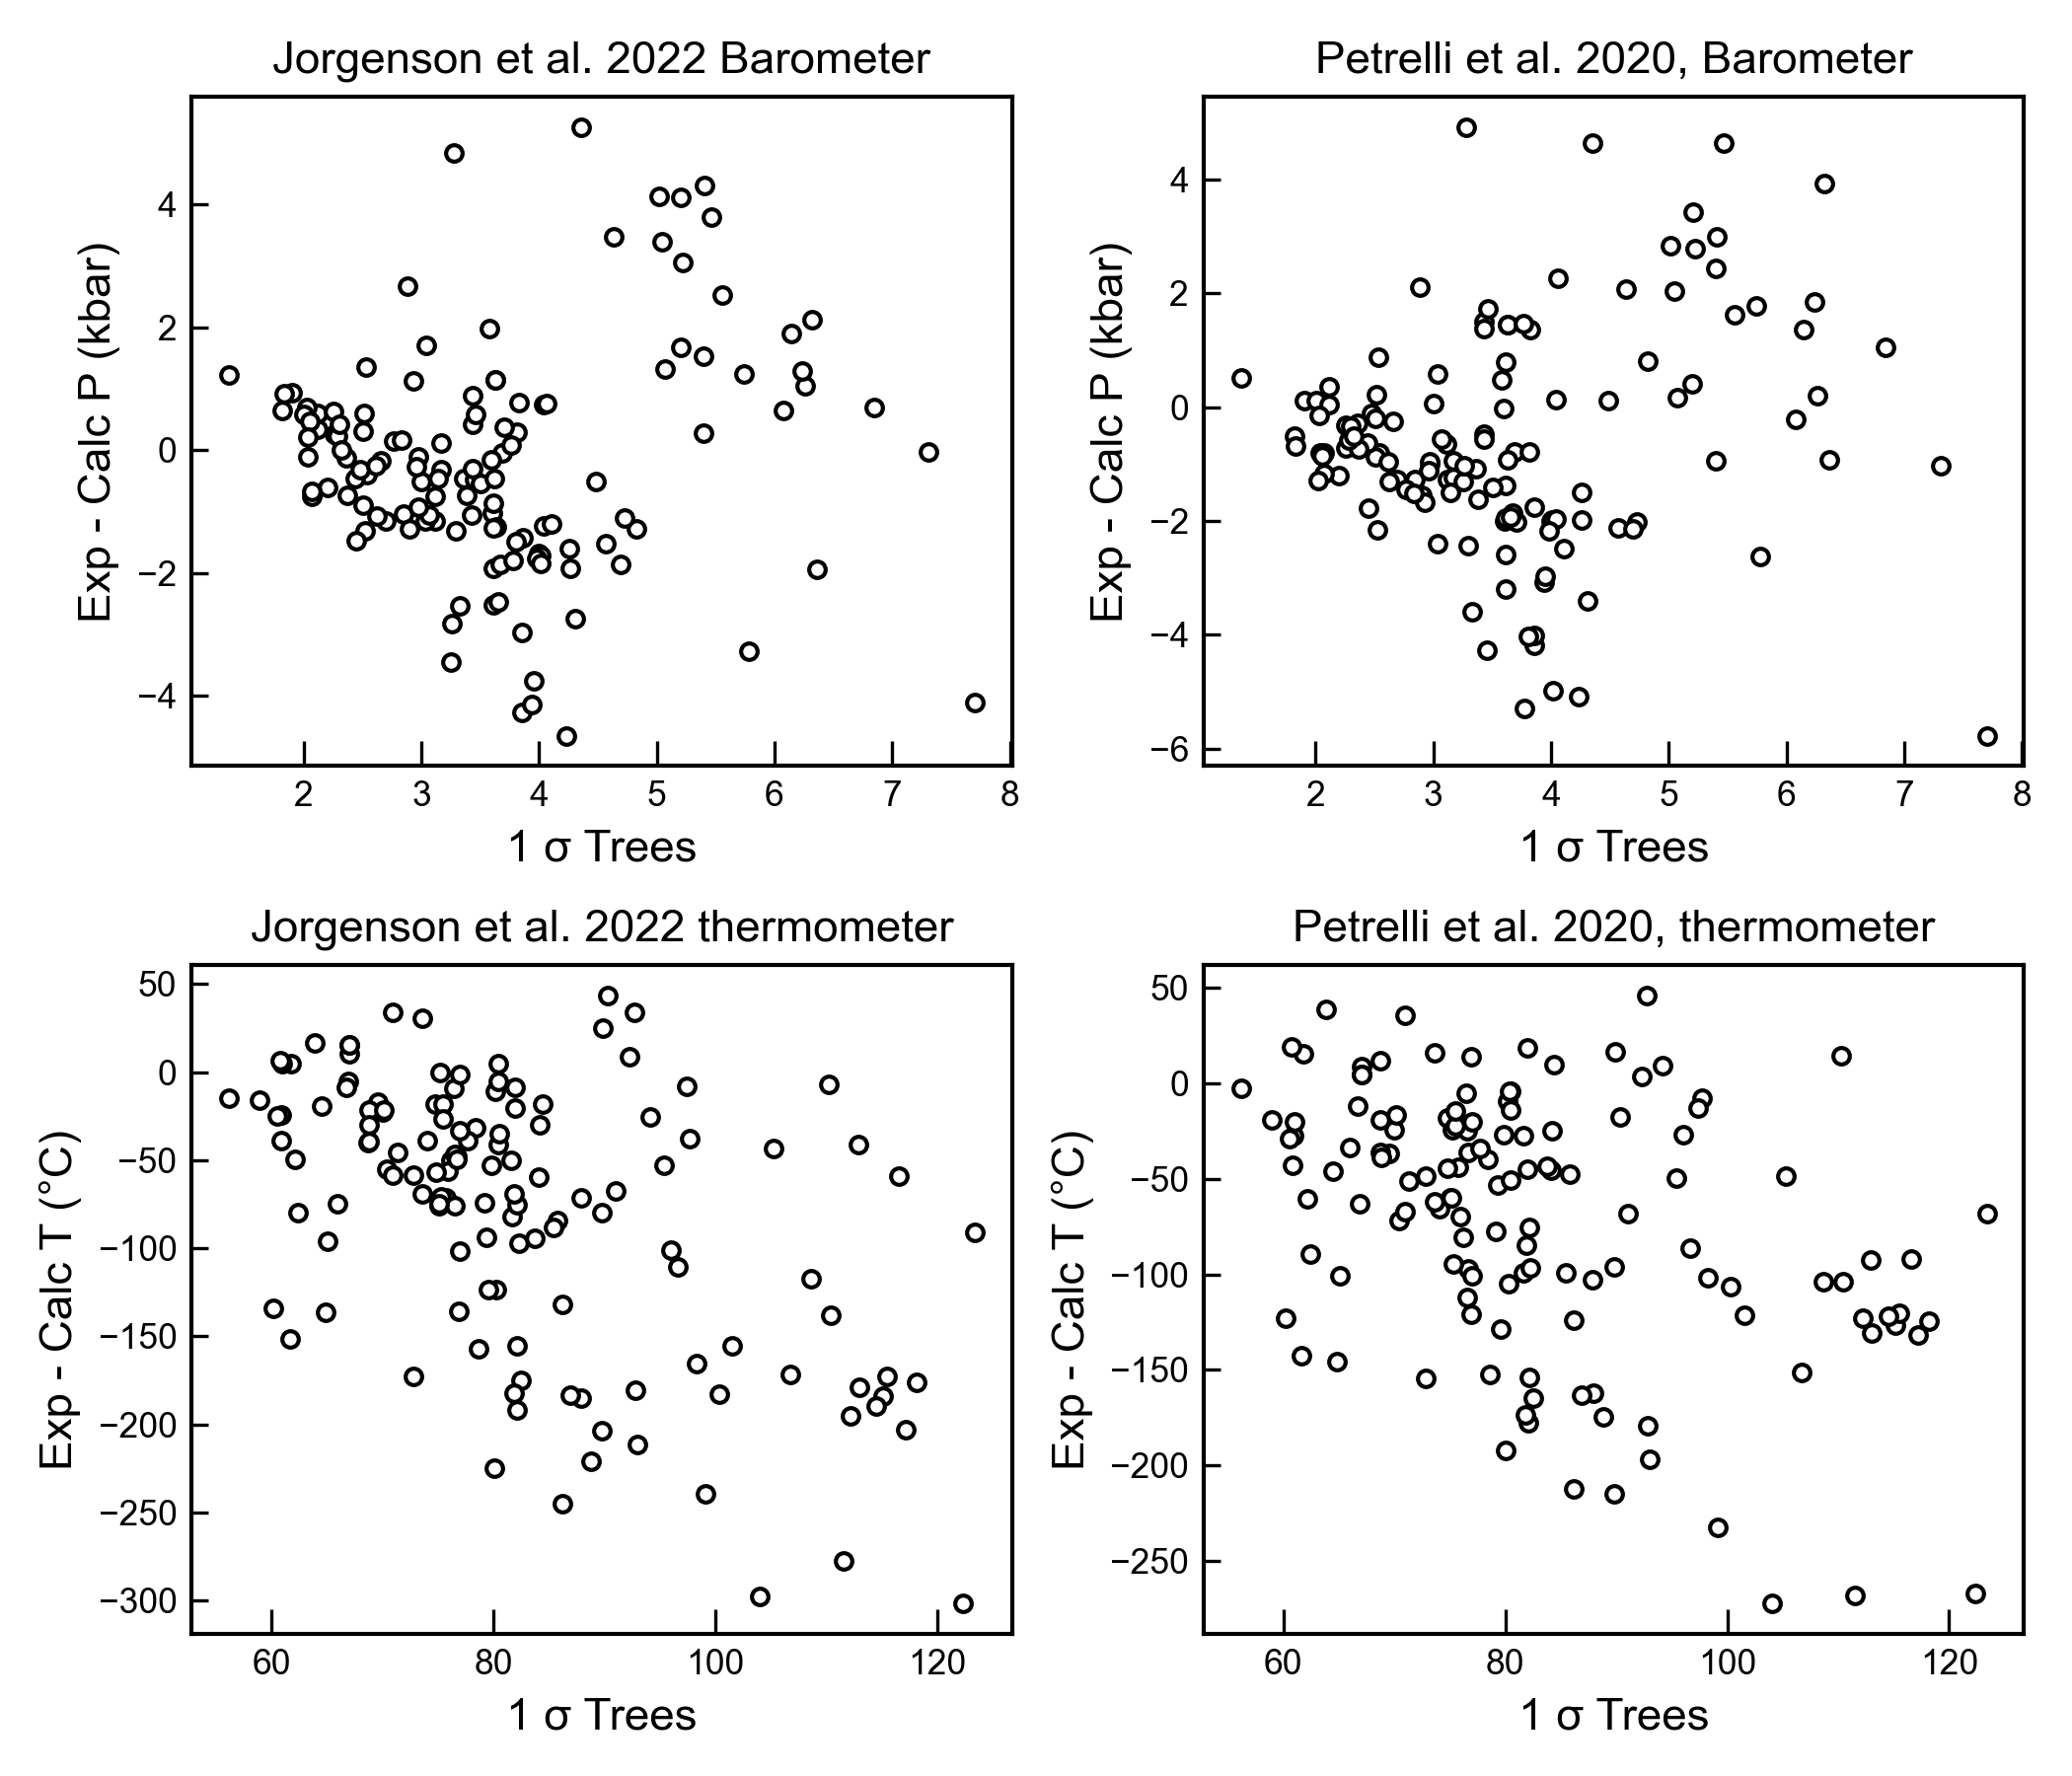 Jorgenson et al. 2022 Barometer
Exp - Calc P (kbar)
4
2
0
−2
−4
2 3 4 5 6 7 8
1 σ Trees
Petrelli et al. 2020, Barometer
Exp - Calc P (kbar)
4
2
0
−2
−4
−6
2 3 4 5 6 7 8
1 σ Trees
Jorgenson et al. 2022 thermometer
Exp - Calc T (°C)
50
0
−50
−100
−150
−200
−250
−300
60 80 100 120
1 σ Trees
Petrelli et al. 2020, thermometer
Exp - Calc T (°C)
50
0
−50
−100
−150
−200
−250
60 80 100 120
1 σ Trees